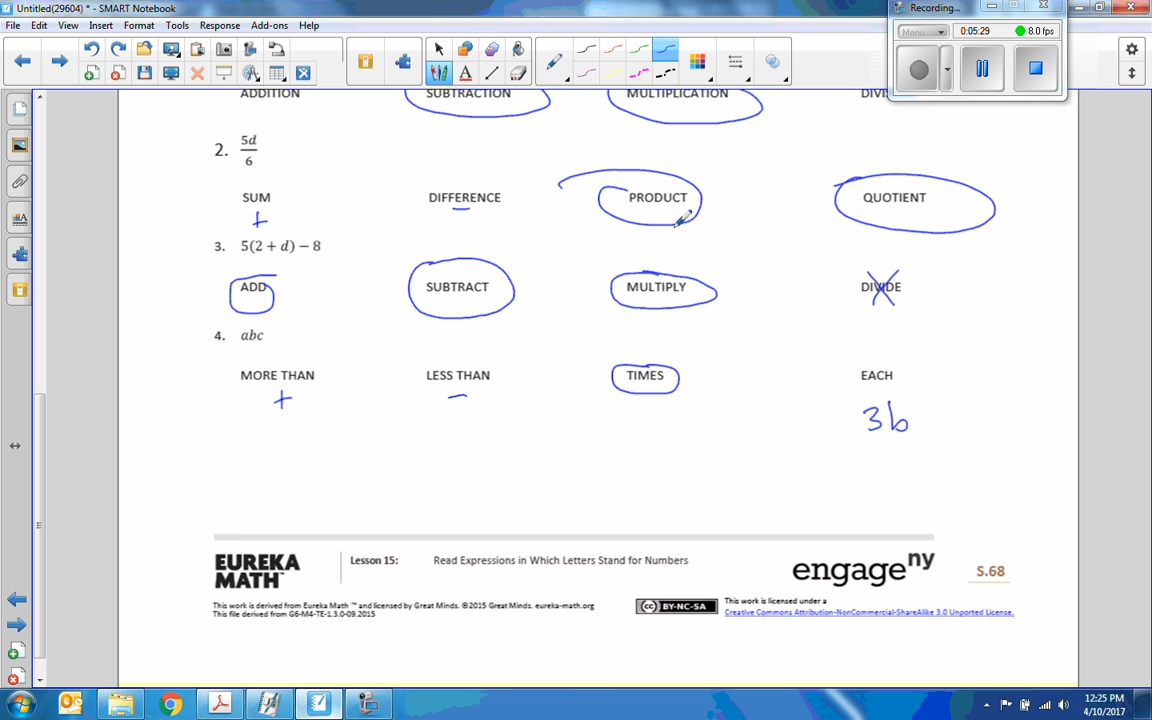 Untitled(29604) * - SMART Notebook
Recording...
File Edit View Insert Format Tools Response Add-ons Help
Menu 0:05:29 8.0 fps
ADDITION SUBTRACTION MULTIPLICATION
2. 5d/6
SUM DIFFERENCE PRODUCT QUOTIENT
+ −
3. 5(2 + d) − 8
ADD SUBTRACT MULTIPLY DIVIDE
4. abc
MORE THAN LESS THAN TIMES EACH
+ −
3b
EUREKA MATH™ Lesson 15: Read Expressions in Which Letters Stand for Numbers engage ny S.68
This work is derived from Eureka Math ™ and licensed by Great Minds. ©2015 Great Minds. eureka-math.org
This file derived from G6-M4-TE-1.3.0-09.2015
CC BY-NC-SA This work is licensed under a
Creative Commons Attribution-NonCommercial-ShareAlike 3.0 Unported License.
12:25 PM
4/10/2017